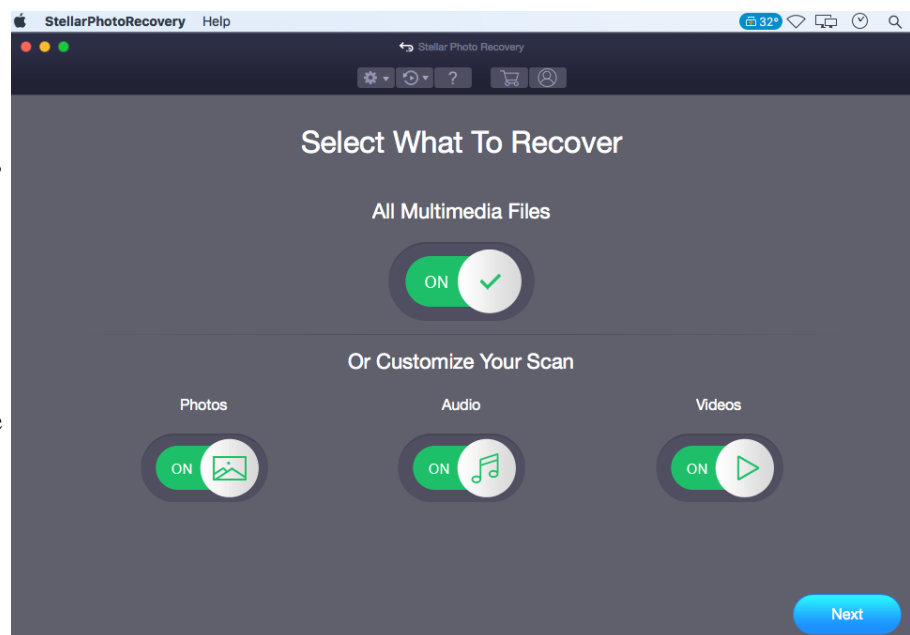 StellarPhotoRecovery Help 32°
Stellar Photo Recovery
?
Select What To Recover
All Multimedia Files
ON
Or Customize Your Scan
Photos Audio Videos
ON ON ON
Next